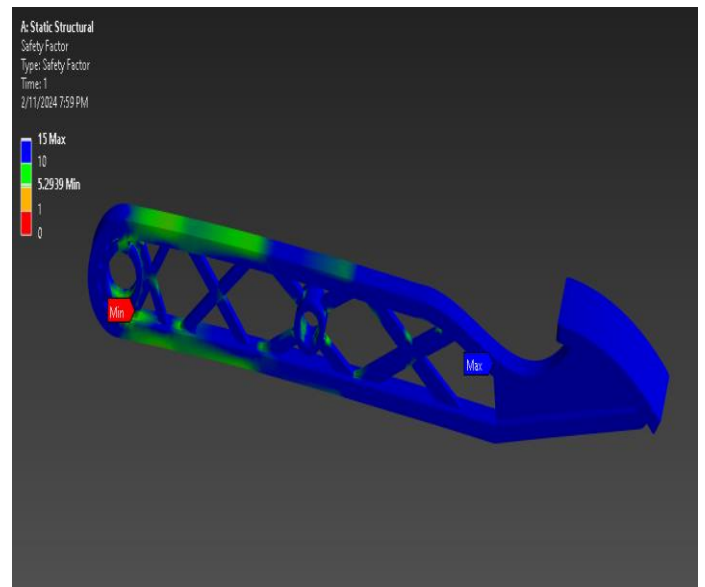 A: Static Structural
Safety Factor
Type: Safety Factor
Time: 1
2/11/2024 7:59 PM
15 Max
10
5.2939 Min
1
0
Min
Max